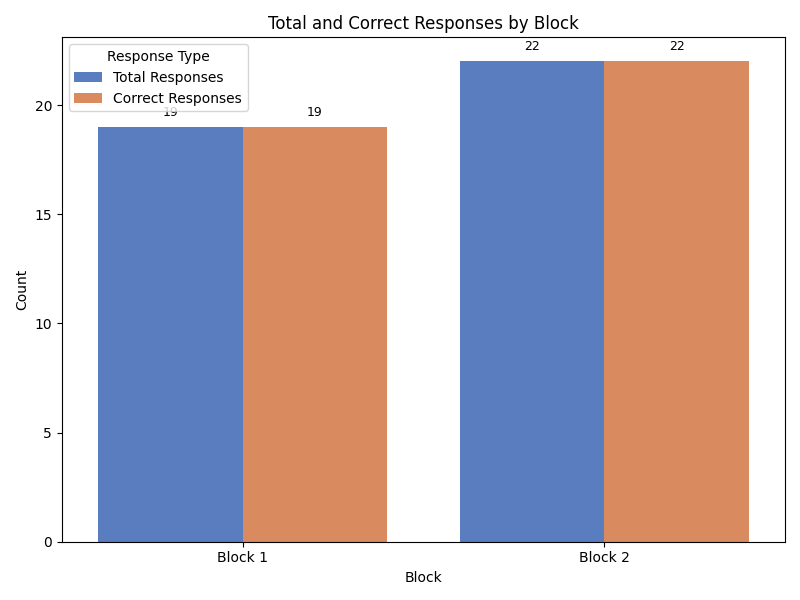 Total and Correct Responses by Block
Response Type
Total Responses
Correct Responses
19
19
22
22
20
15
10
5
0
Count
Block 1
Block 2
Block